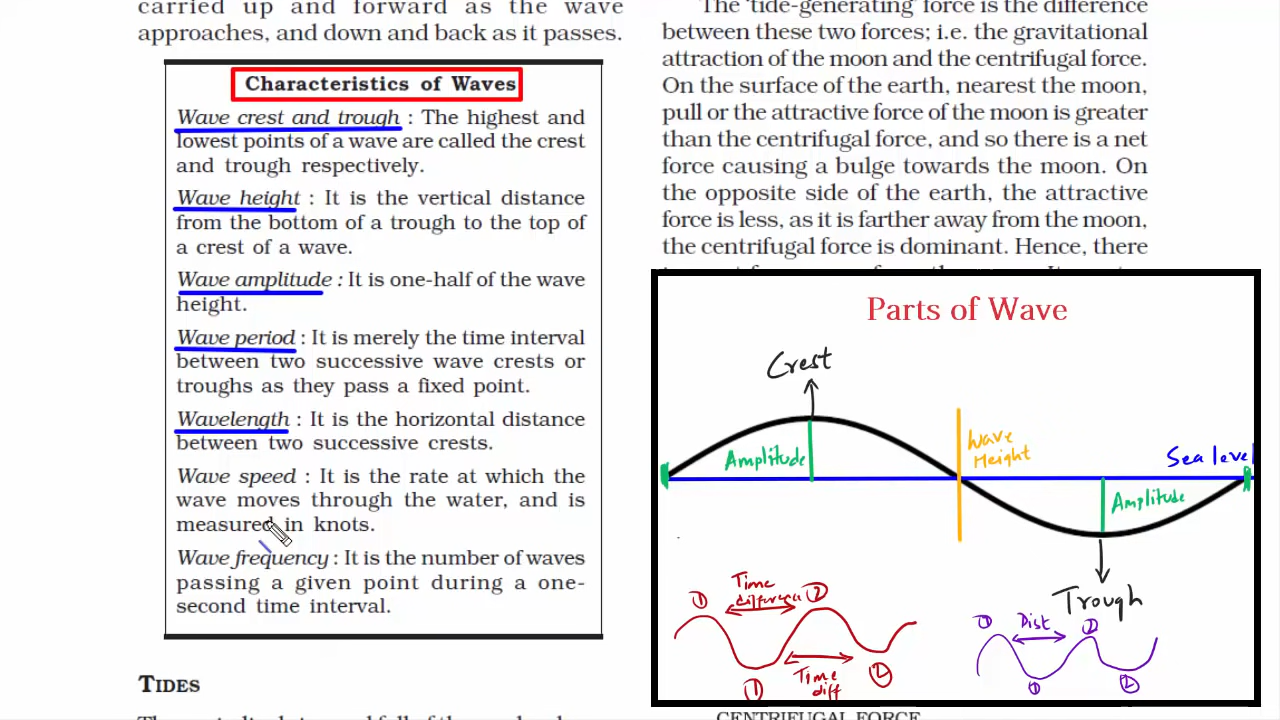 carried up and forward as the wave
approaches, and down and back as it passes.
Characteristics of Waves
Wave crest and trough : The highest and
lowest points of a wave are called the crest
and trough respectively.
Wave height : It is the vertical distance
from the bottom of a trough to the top of
a crest of a wave.
Wave amplitude : It is one-half of the wave
height.
Wave period : It is merely the time interval
between two successive wave crests or
troughs as they pass a fixed point.
Wavelength : It is the horizontal distance
between two successive crests.
Wave speed : It is the rate at which the
wave moves through the water, and is
measured in knots.
Wave frequency : It is the number of waves
passing a given point during a one-
second time interval.
TIDES
The 'tide-generating' force is the difference
between these two forces; i.e. the gravitational
attraction of the moon and the centrifugal force.
On the surface of the earth, nearest the moon,
pull or the attractive force of the moon is greater
than the centrifugal force, and so there is a net
force causing a bulge towards the moon. On
the opposite side of the earth, the attractive
force is less, as it is farther away from the moon,
the centrifugal force is dominant. Hence, there
Parts of Wave
Crest
Amplitude
Wave
Height
Sea level
Amplitude
Trough
Time
difference
① ②
Time
diff
① ②
① Dist ②
① ②
CENTRIFUGAL FORCE